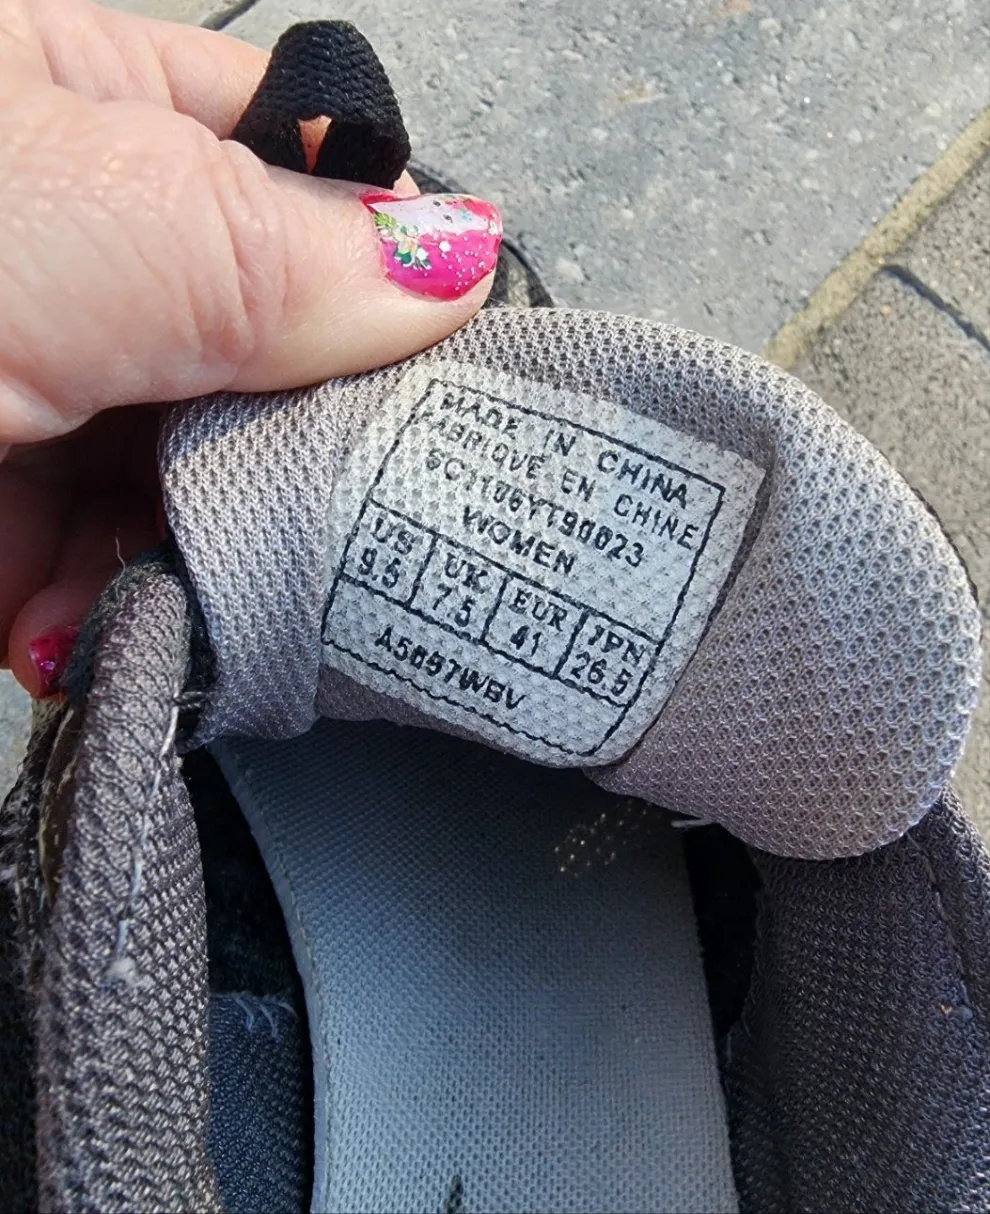 MADE IN CHINA
FABRIQUE EN CHINE
SC1106YT90023
WOMEN
US UK EUR JPN
9.5 7.5 41 26.5
A5097WBV